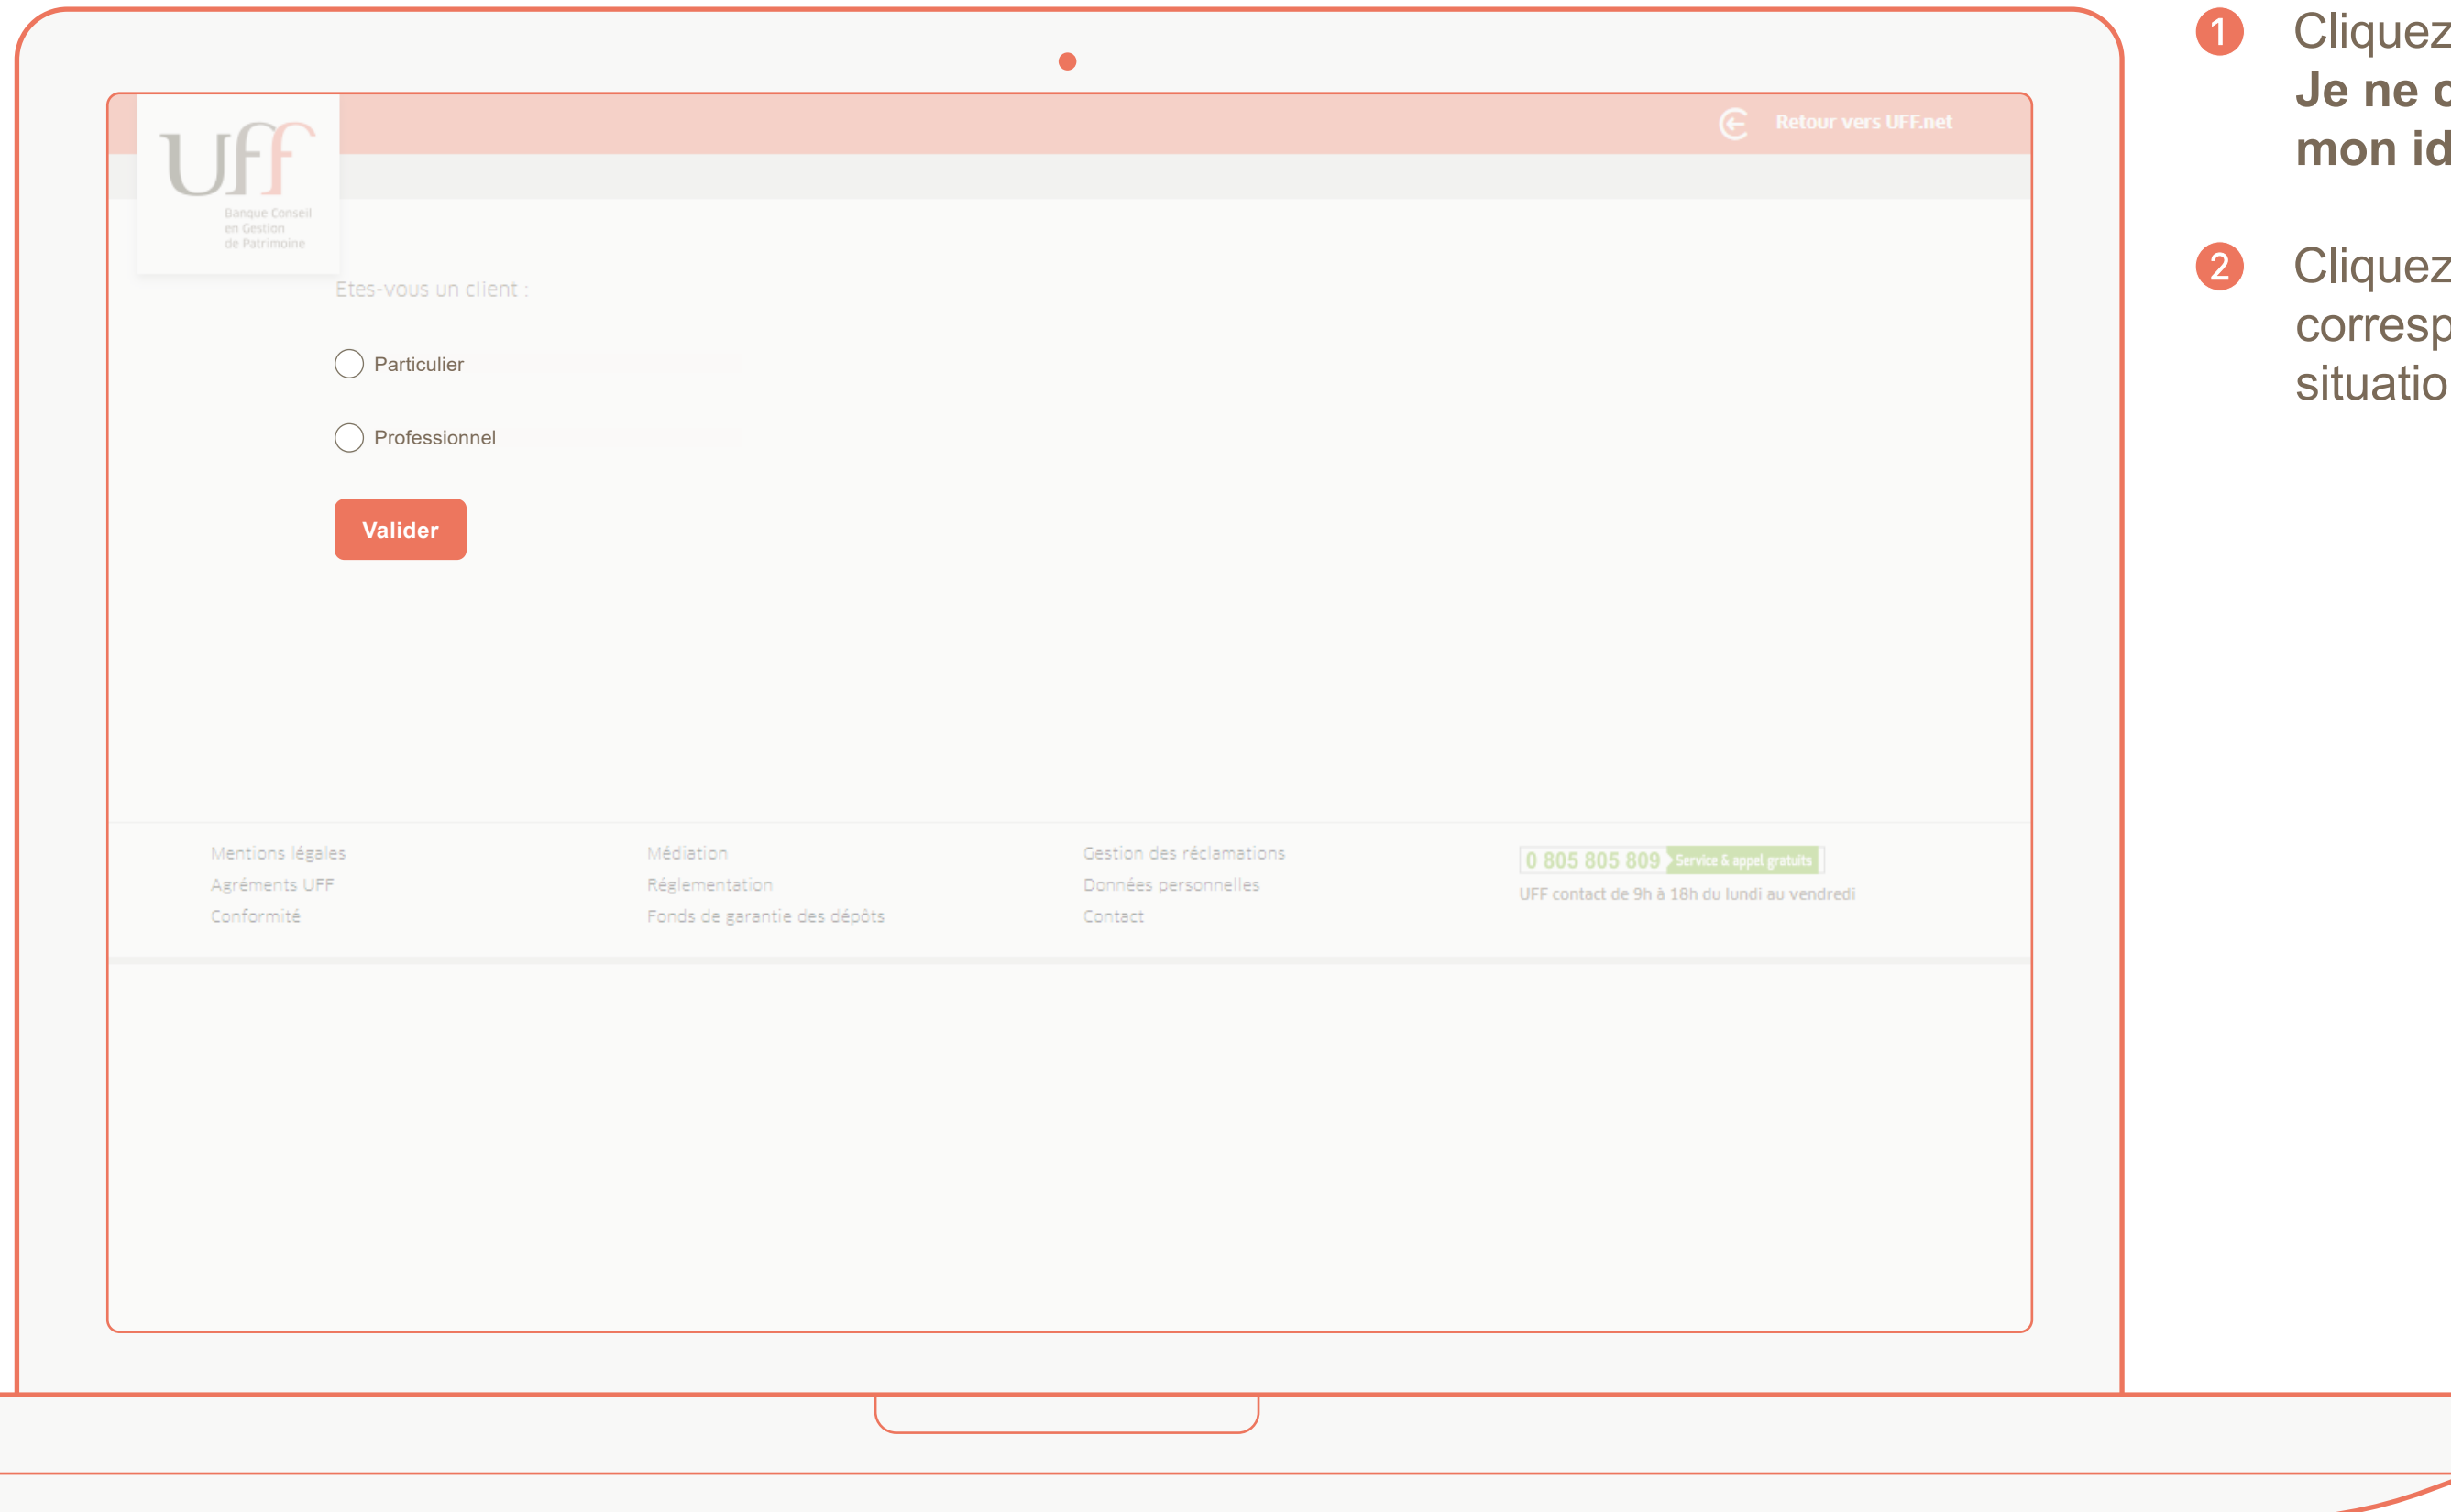 Uff
Banque Conseil
en Gestion
de Patrimoine
Retour vers UFF.net
Etes-vous un client :
Particulier
Professionnel
Valider
Mentions légales
Agréments UFF
Conformité
Médiation
Réglementation
Fonds de garantie des dépôts
Gestion des réclamations
Données personnelles
Contact
0 805 805 809 Service & appel gratuits
UFF contact de 9h à 18h du lundi au vendredi
1 Cliquez
Je ne
mon
2 Cliquez